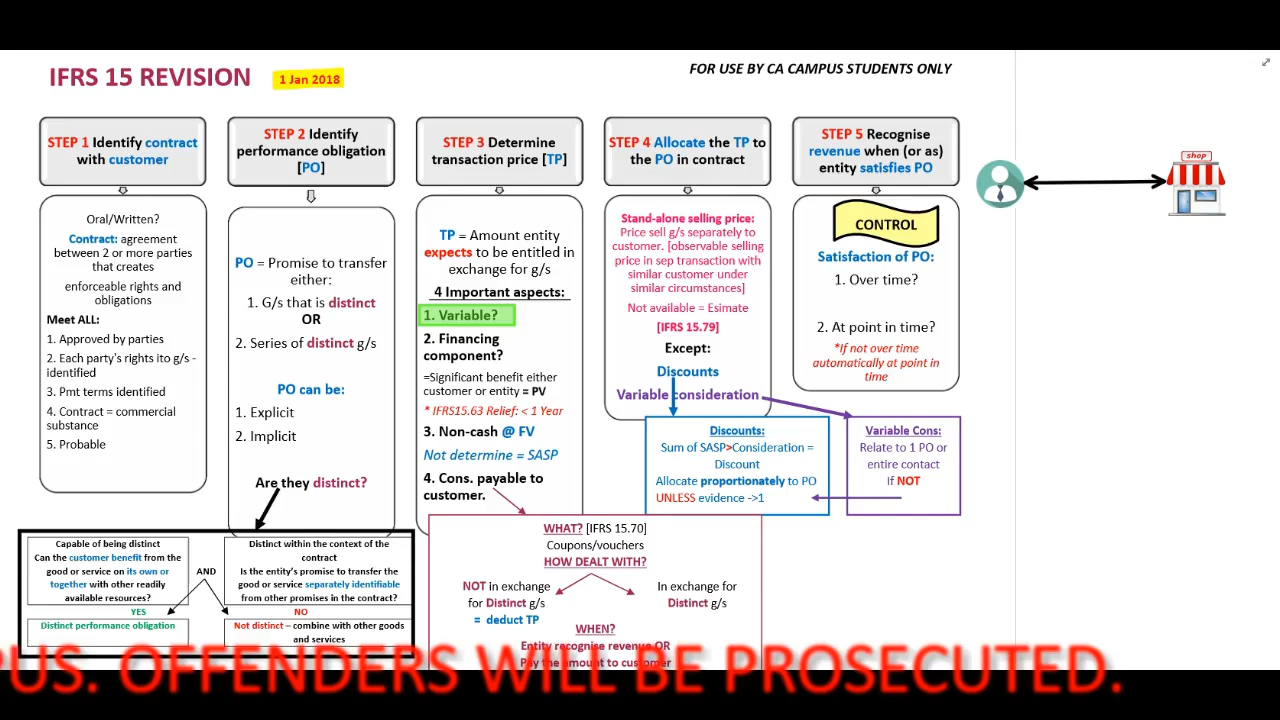 IFRS 15 REVISION
1 Jan 2018
FOR USE BY CA CAMPUS STUDENTS ONLY
STEP 1 Identify contract
with customer
Oral/Written?
Contract: agreement
between 2 or more parties
that creates
enforceable rights and
obligations
Meet ALL:
1. Approved by parties
2. Each party's rights ito g/s -
identified
3. Pmt terms identified
4. Contract = commercial
substance
5. Probable
STEP 2 Identify
performance obligation
[PO]
PO = Promise to transfer
either:
1. G/s that is distinct
OR
2. Series of distinct g/s
PO can be:
1. Explicit
2. Implicit
Are they distinct?
Capable of being distinct
Can the customer benefit from the
good or service on its own or
together with other readily
available resources?
AND
Distinct within the context of the
contract
Is the entity's promise to transfer the
good or service separately identifiable
from other promises in the contract?
YES
Distinct performance obligation
NO
Not distinct – combine with other goods
and services
STEP 3 Determine
transaction price [TP]
TP = Amount entity
expects to be entitled in
exchange for g/s
4 Important aspects:
1. Variable?
2. Financing
component?
=Significant benefit either
customer or entity = PV
* IFRS15.63 Relief: < 1 Year
3. Non-cash @ FV
Not determine = SASP
4. Cons. payable to
customer.
WHAT? [IFRS 15.70]
Coupons/vouchers
HOW DEALT WITH?
NOT in exchange
for Distinct g/s
= deduct TP
In exchange for
Distinct g/s
WHEN?
Entity recognise revenue OR
Pay the amount to customer
STEP 4 Allocate the TP to
the PO in contract
Stand-alone selling price:
Price sell g/s separately to
customer. [observable selling
price in sep transaction with
similar customer under
similar circumstances]
Not available = Esimate
[IFRS 15.79]
Except:
Discounts
Variable consideration
Discounts:
Sum of SASP>Consideration =
Discount
Allocate proportionately to PO
UNLESS evidence ->1
Variable Cons:
Relate to 1 PO or
entire contact
If NOT
STEP 5 Recognise
revenue when (or as)
entity satisfies PO
CONTROL
Satisfaction of PO:
1. Over time?
2. At point in time?
*If not over time
automatically at point in
time
shop
PUS. OFFENDERS WILL BE PROSECUTED.